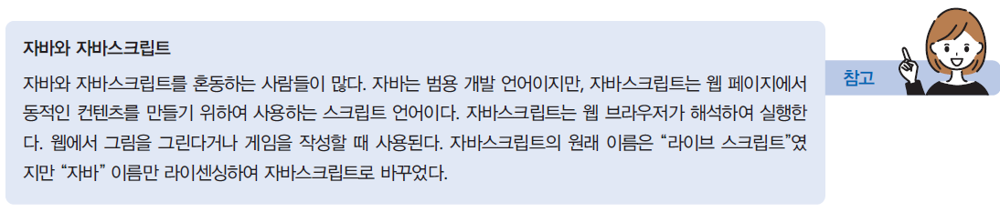 자바와 자바스크립트
자바와 자바스크립트를 혼동하는 사람들이 많다. 자바는 범용 개발 언어이지만, 자바스크립트는 웹 페이지에서
동적인 컨텐츠를 만들기 위하여 사용하는 스크립트 언어이다. 자바스크립트는 웹 브라우저가 해석하여 실행한
다. 웹에서 그림을 그린다거나 게임을 작성할 때 사용된다. 자바스크립트의 원래 이름은 “라이브 스크립트”였
지만 “자바” 이름만 라이센싱하여 자바스크립트로 바꾸었다.
참고